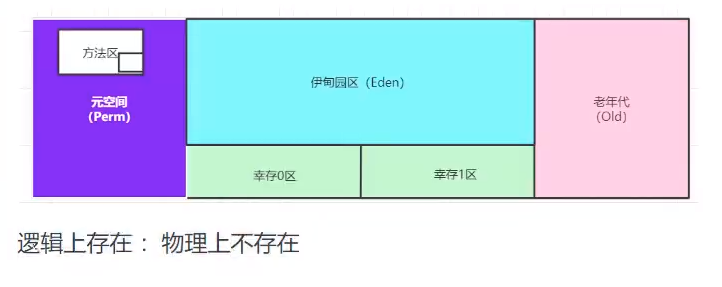 方法区
元空间
（Perm）
伊甸园区（Eden）
幸存0区
幸存1区
老年代
（Old）
逻辑上存在： 物理上不存在